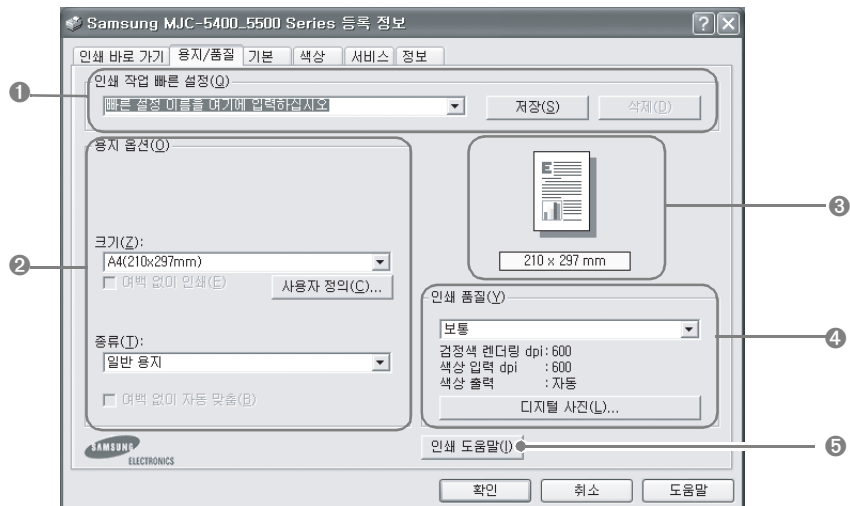 Samsung MJC-5400_5500 Series 등록 정보
인쇄 바로 가기 용지/품질 기본 색상 서비스 정보
인쇄 작업 빠른 설정(Q)
빠른 설정 이름을 여기에 입력하십시오 저장(S) 삭제(D)
1
용지 옵션(O)
크기(Z):
A4(210x297mm)
여백 없이 인쇄(E) 사용자 정의(C)...
종류(T):
일반 용지
여백 없이 자동 맞춤(B)
2
E
210 x 297 mm
3
인쇄 품질(Y)
보통
검정색 렌더링 dpi: 600
색상 입력 dpi : 600
색상 출력 : 자동
디지털 사진(L)...
4
SAMSUNG
ELECTRONICS
인쇄 도움말(I)
5
확인 취소 도움말